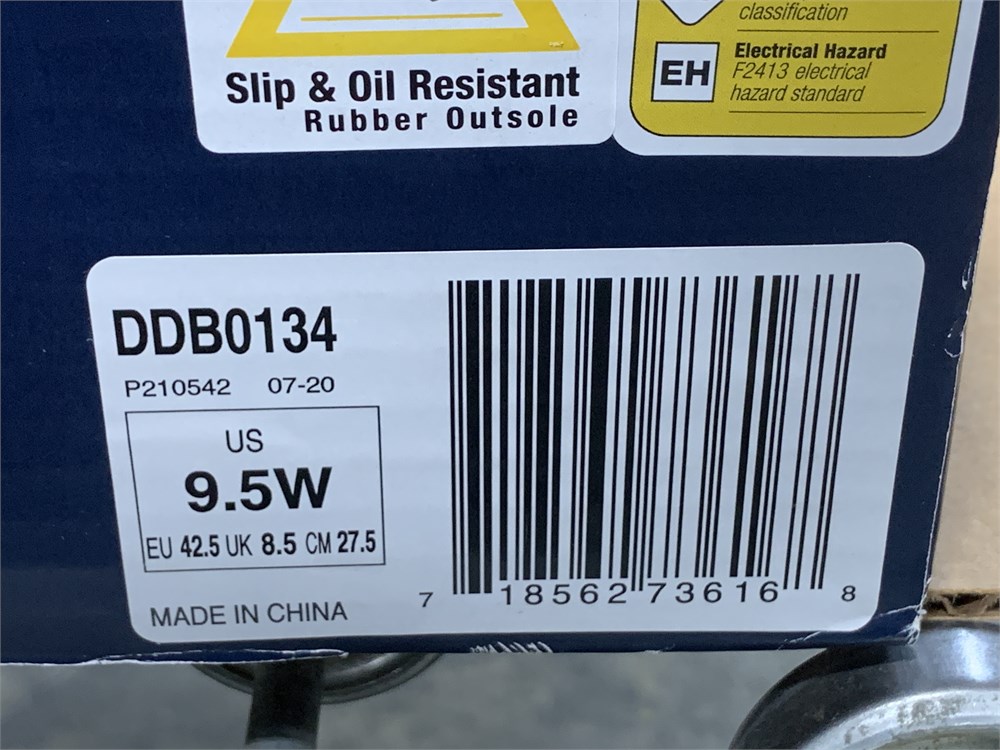 classification
Electrical Hazard
EH
F2413 electrical
hazard standard
Slip & Oil Resistant
Rubber Outsole
DDB0134
P210542 07-20
US
9.5W
EU 42.5 UK 8.5 CM 27.5
MADE IN CHINA
7 18562 73616 8